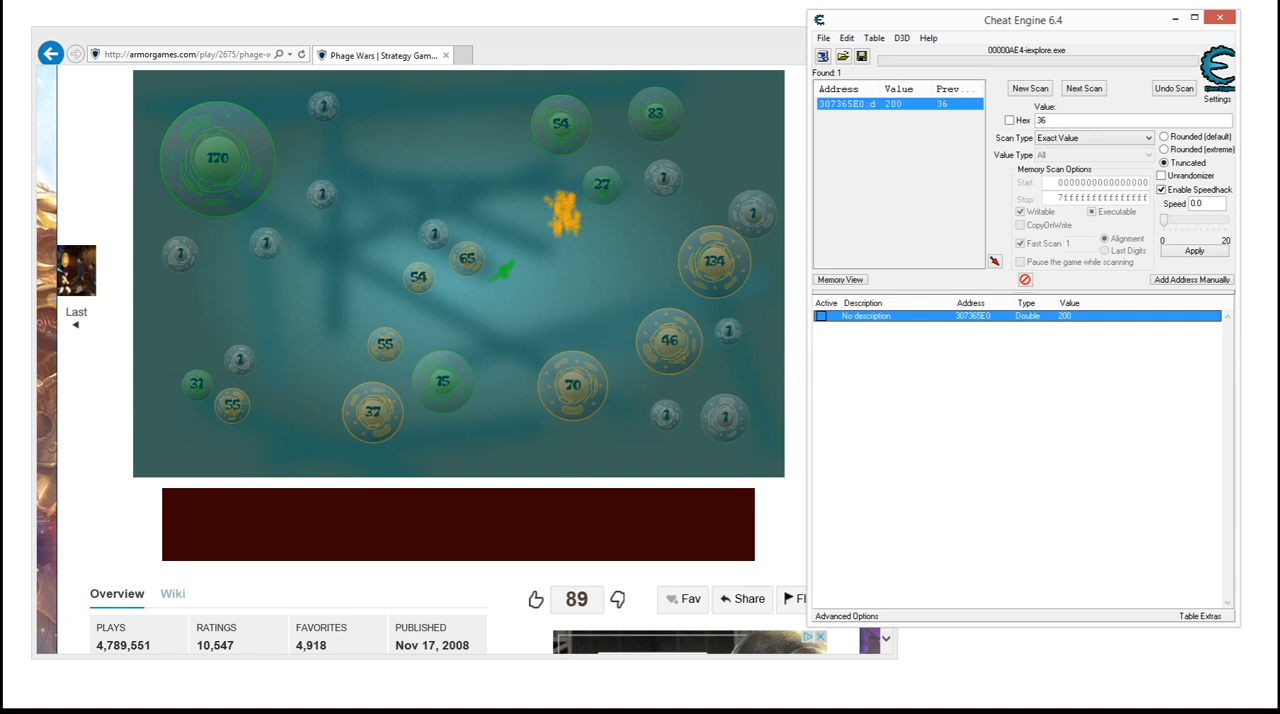 Cheat Engine 6.4
File Edit Table D3D Help
00000AE4-iexplore.exe
Found: 1
Address Value Prev...
307365E0:d 200 36
New Scan Next Scan Undo Scan
Settings
Value:
Hex 36
Scan Type Exact Value
Value Type All
Memory Scan Options
Start 0000000000000000
Stop 7fffffffffffffff
Writable Executable
CopyOnWrite
Fast Scan 1 Alignment
Last Digits
Pause the game while scanning
Rounded (default)
Rounded (extreme)
Truncated
Unrandomizer
Enable Speedhack
Speed 0.0
0 20
Apply
Memory View Add Address Manually
Active Description Address Type Value
No description 307365E0 Double 200
Advanced Options Table Extras
http://armorgames.com/play/2675/phage-w
Phage Wars | Strategy Gam...
Last
170
1
54
83
1
27
1
1
1
1
1
65
54
134
55
46
1
1
31
55
37
15
70
1
1
Overview Wiki
89
Fav Share Fl
PLAYS RATINGS FAVORITES PUBLISHED
4,789,551 10,547 4,918 Nov 17, 2008